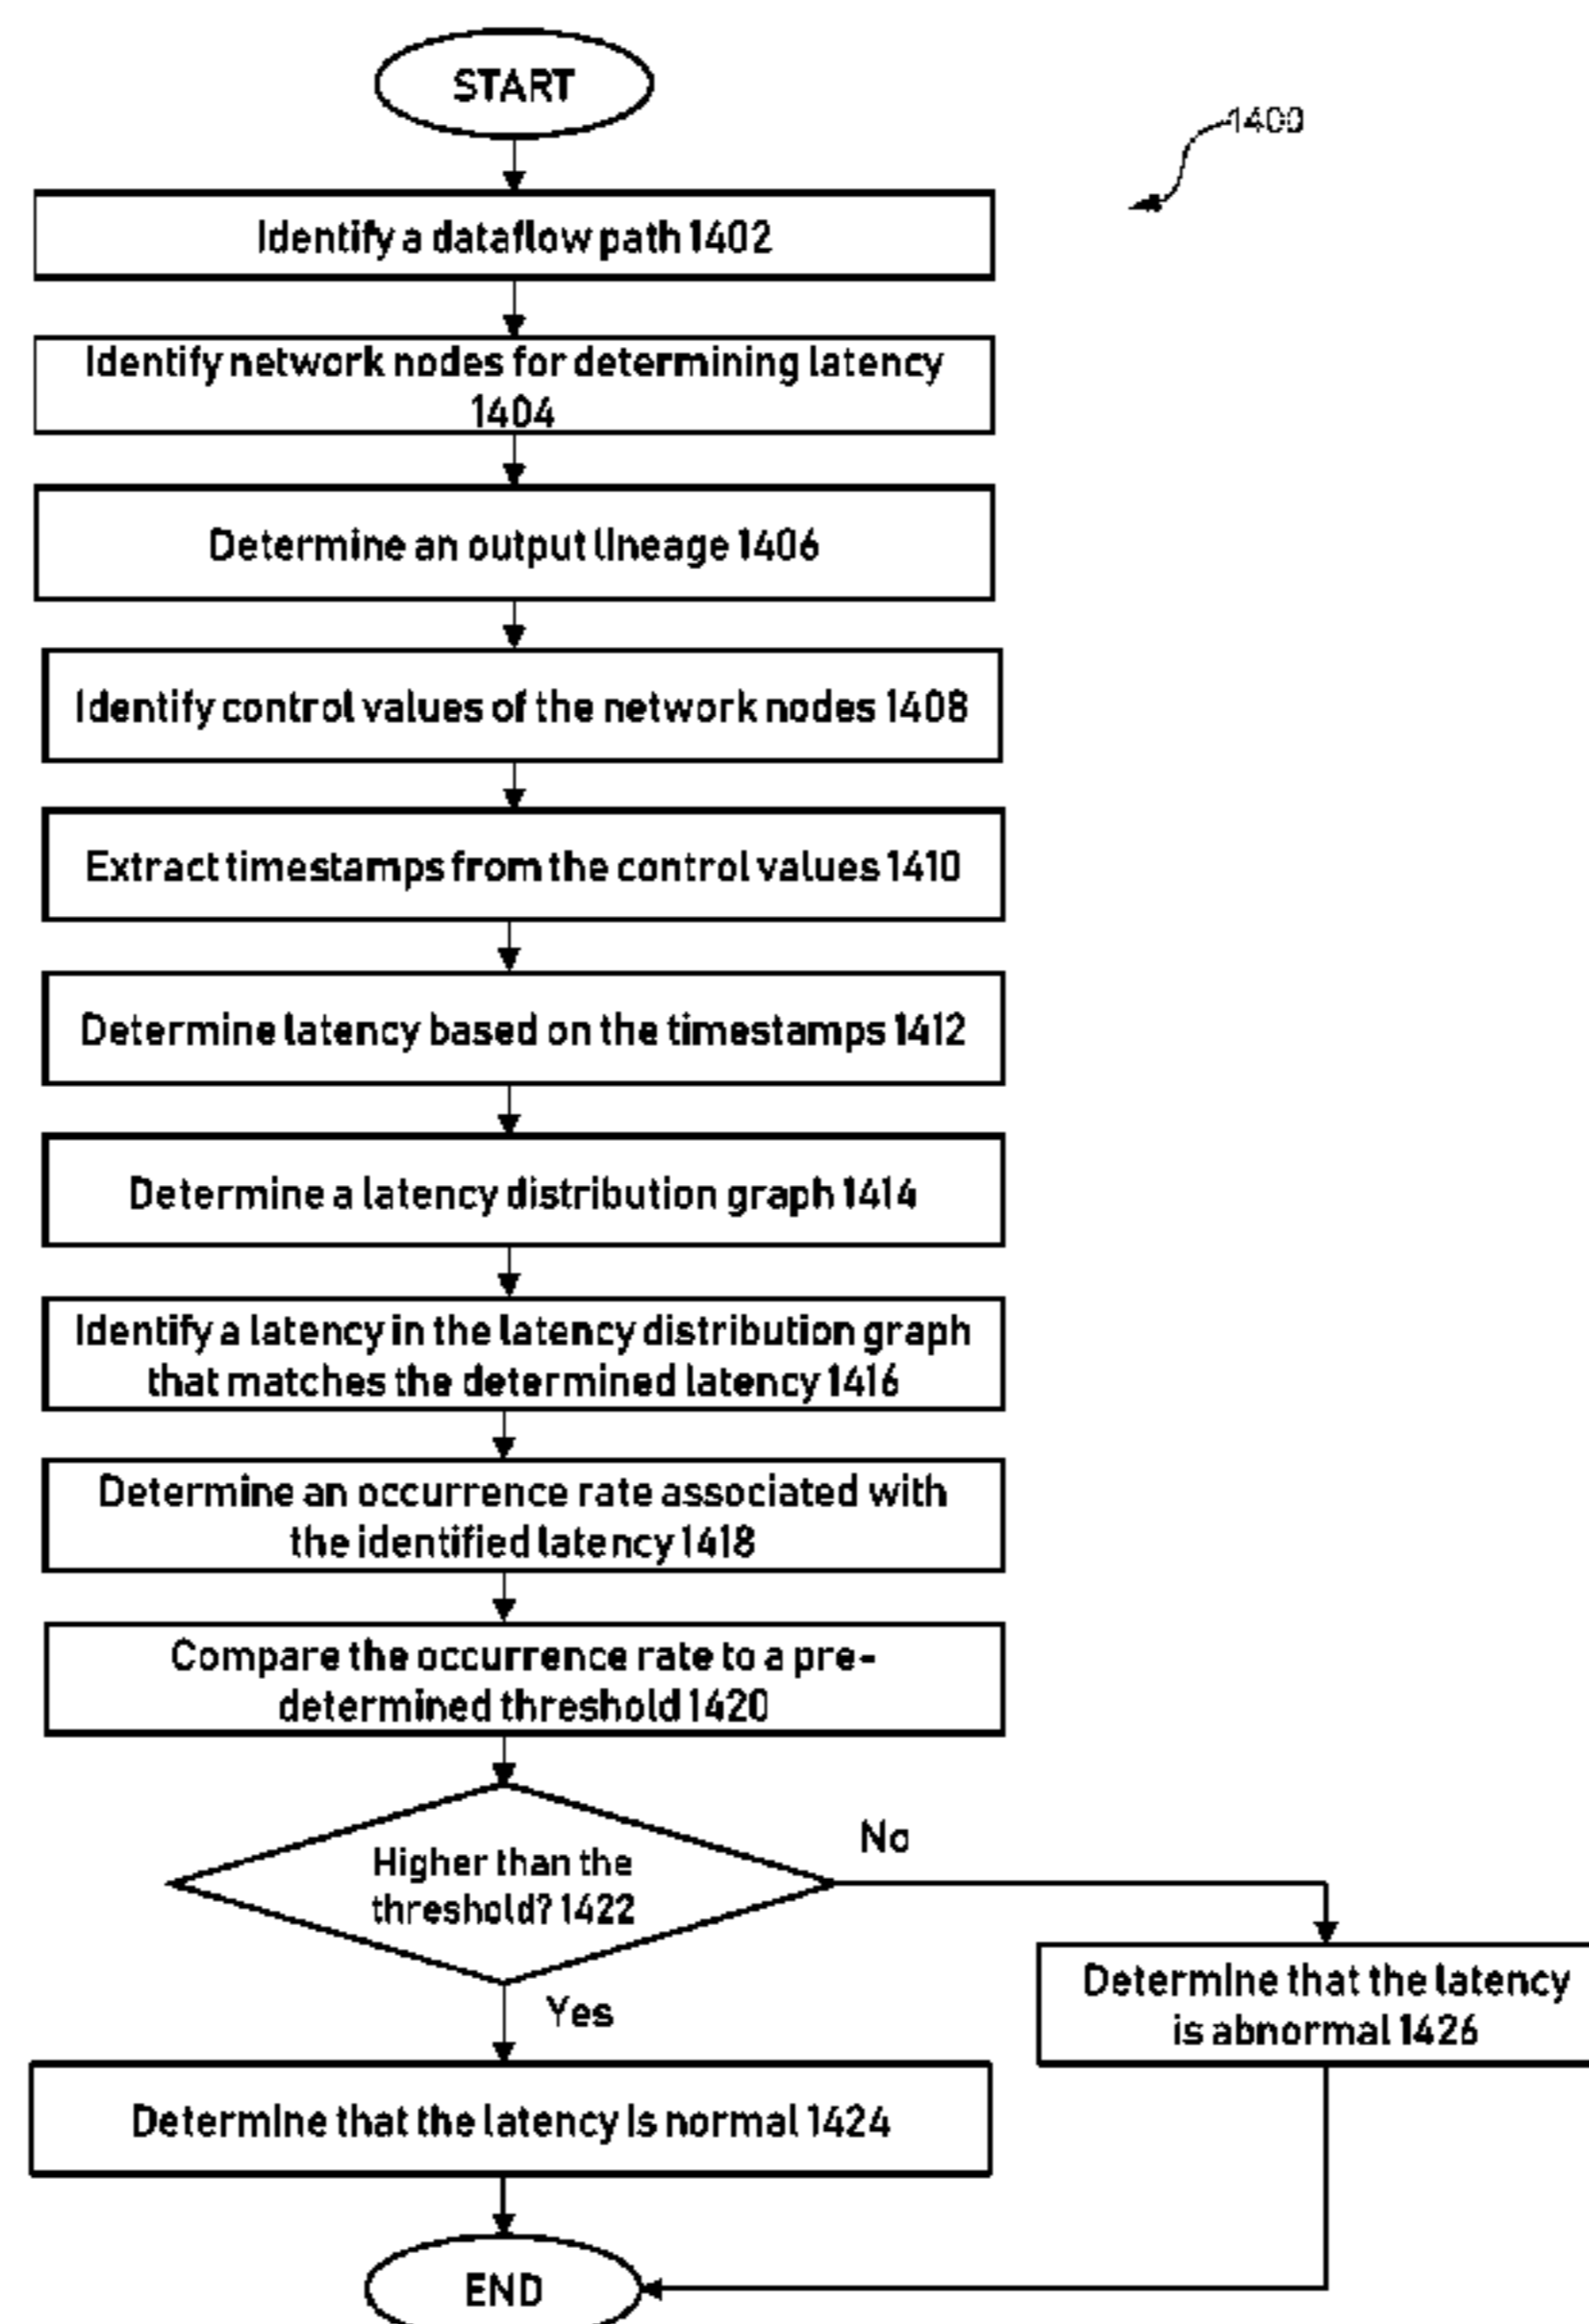 START
1400
Identify a dataflow path 1402
Identify network nodes for determining latency
1404
Determine an output lineage 1406
Identify control values of the network nodes 1408
Extract timestamps from the control values 1410
Determine latency based on the timestamps 1412
Determine a latency distribution graph 1414
Identify a latency in the latency distribution graph
that matches the determined latency 1416
Determine an occurrence rate associated with
the identified latency 1418
Compare the occurrence rate to a pre-
determined threshold 1420
No
Higher than the
threshold? 1422
Determine that the latency
is abnormal 1426
Yes
Determine that the latency is normal 1424
END